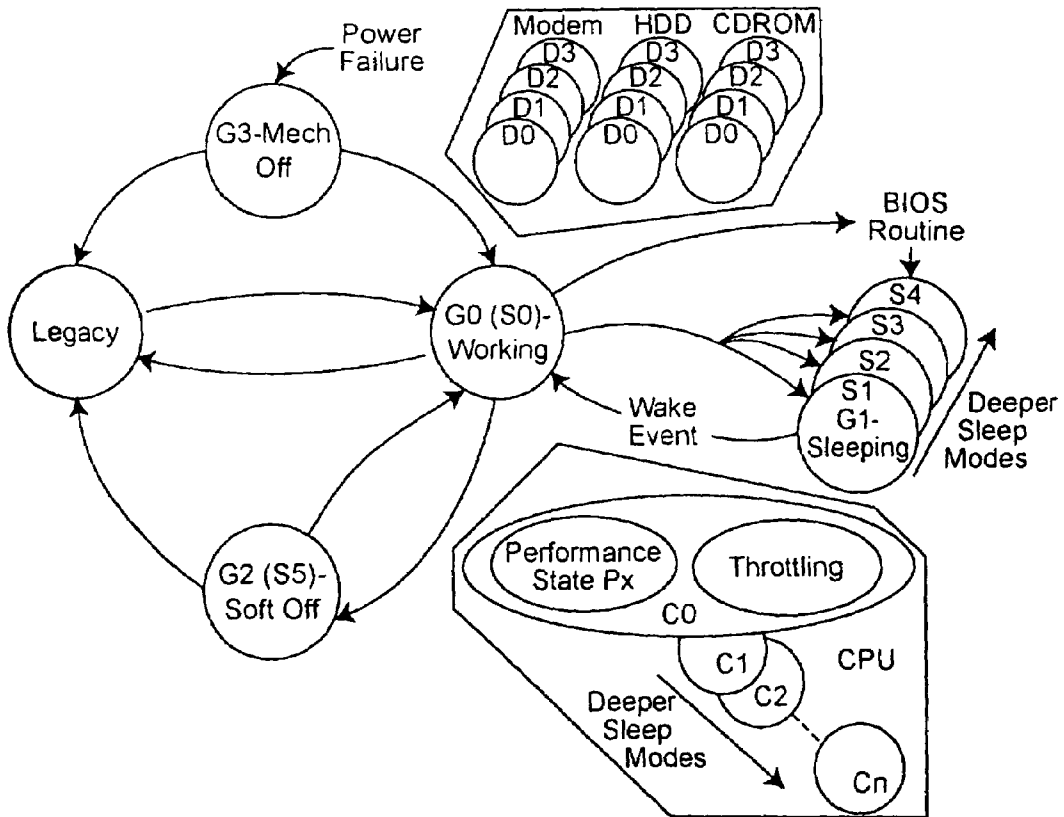 Power
Failure
G3-Mech
Off
Modem
HDD
CDROM
D3
D2
D1
D0
D3
D2
D1
D0
D3
D2
D1
D0
BIOS
Routine
Legacy
G0 (S0)-
Working
S4
S3
S2
S1
G1-
Sleeping
Deeper
Sleep
Modes
Wake
Event
G2 (S5)-
Soft Off
Performance
State Px
Throttling
C0
C1
C2
Cn
CPU
Deeper
Sleep
Modes